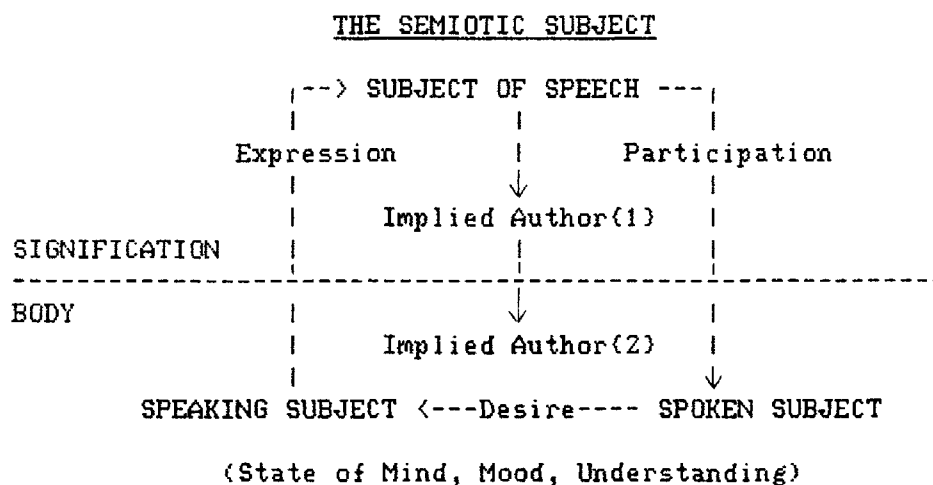 THE SEMIOTIC SUBJECT
SUBJECT OF SPEECH
Expression Participation
Implied Author{1}
SIGNIFICATION
BODY
Implied Author{2}
SPEAKING SUBJECT <---Desire---- SPOKEN SUBJECT
(State of Mind, Mood, Understanding)